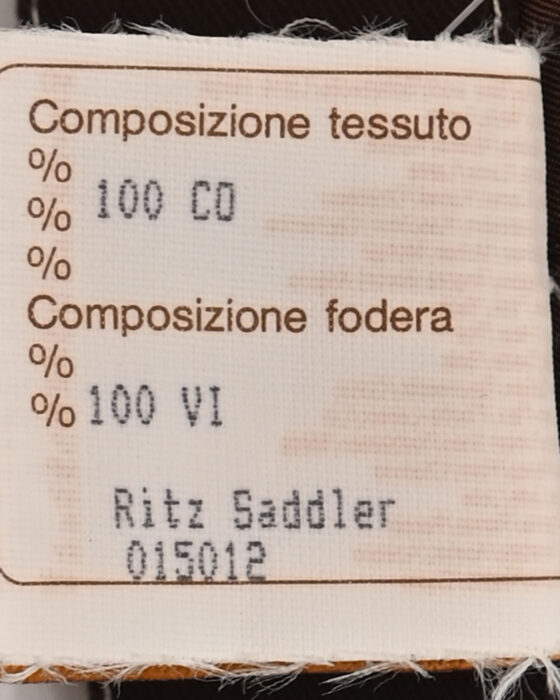 Composizione tessuto
%
% 100 CO
%
Composizione fodera
%
% 100 VI
Ritz Saddler
015012